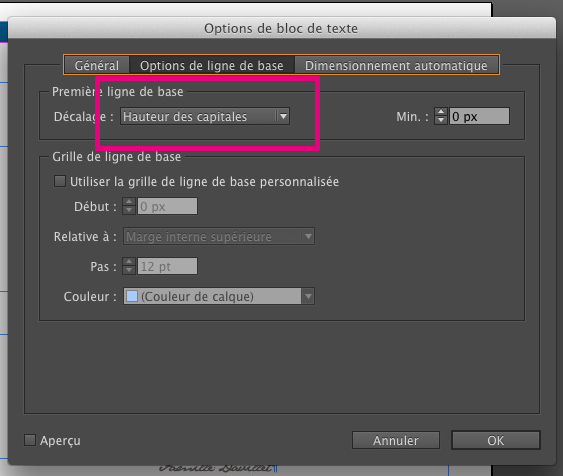 Options de bloc de texte
Général Options de ligne de base Dimensionnement automatique
Première ligne de base
Décalage : Hauteur des capitales Min. : 0 px
Grille de ligne de base
Utiliser la grille de ligne de base personnalisée
Début : 0 px
Relative à : Marge interne supérieure
Pas : 12 pt
Couleur : (Couleur de calque)
Aperçu Annuler OK